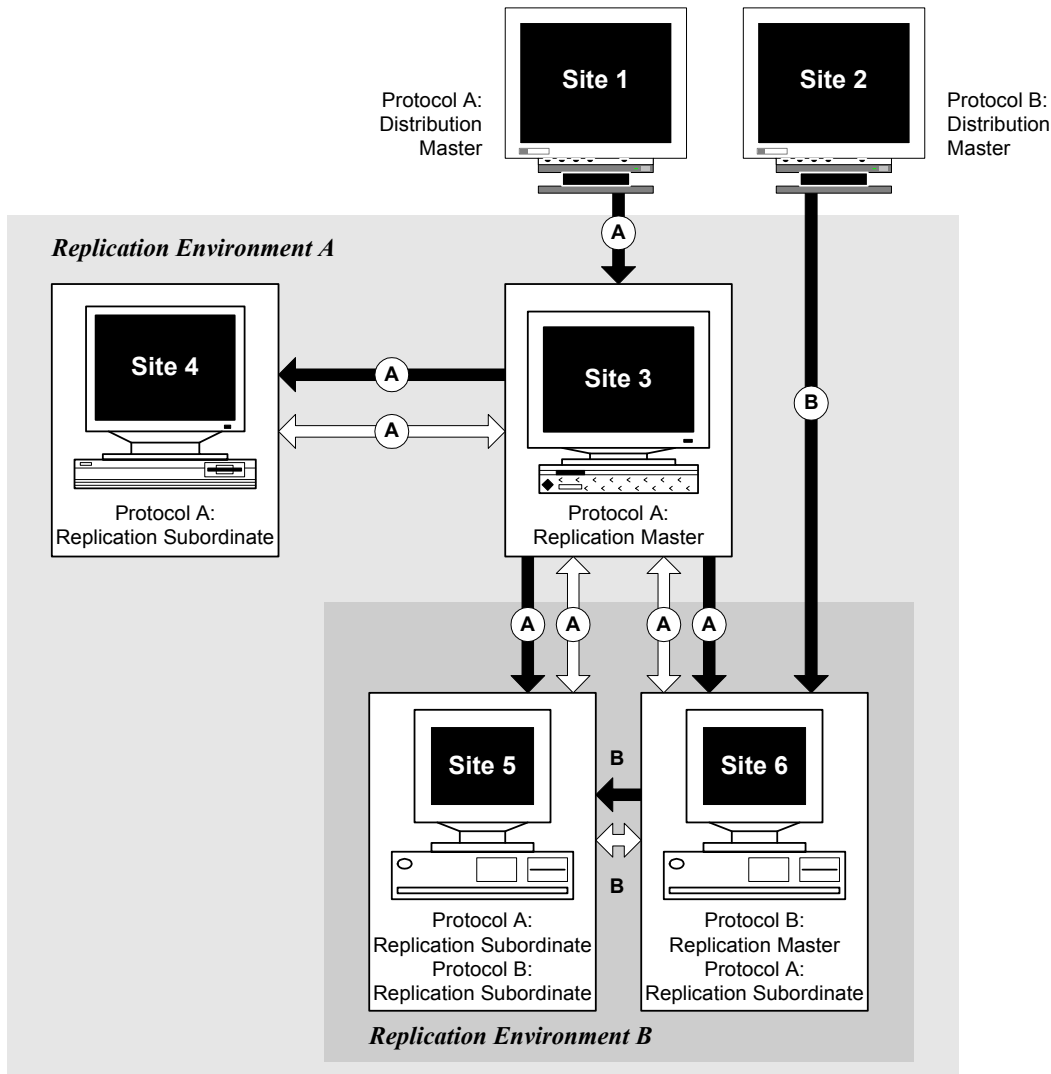 Site 1
Site 2
Protocol A:
Distribution
Master
Protocol B:
Distribution
Master
A
Replication Environment A
Site 4
A
A
Site 3
B
Protocol A:
Replication Subordinate
Protocol A:
Replication Master
A
A
A
A
Site 5
B
B
Site 6
Protocol A:
Replication Subordinate
Protocol B:
Replication Subordinate
Protocol B:
Replication Master
Protocol A:
Replication Subordinate
Replication Environment B